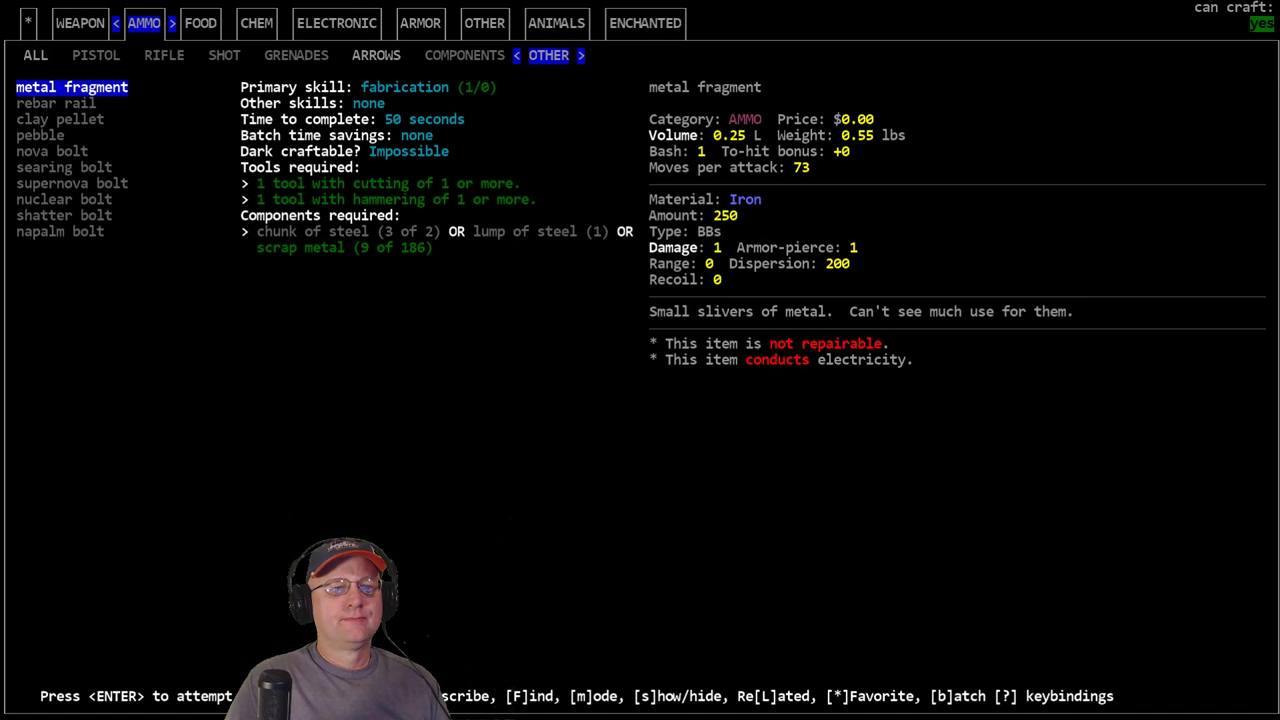 can craft:
* WEAPON < AMMO > FOOD CHEM ELECTRONIC ARMOR OTHER ANIMALS ENCHANTED yes
ALL PISTOL RIFLE SHOT GRENADES ARROWS COMPONENTS < OTHER >
metal fragment
rebar rail
clay pellet
pebble
nova bolt
searing bolt
supernova bolt
nuclear bolt
shatter bolt
napalm bolt
Primary skill: fabrication (1/0)
Other skills: none
Time to complete: 50 seconds
Batch time savings: none
Dark craftable? Impossible
Tools required:
> 1 tool with cutting of 1 or more.
> 1 tool with hammering of 1 or more.
Components required:
> chunk of steel (3 of 2) OR lump of steel (1) OR
scrap metal (9 of 186)
metal fragment
Category: AMMO Price: $0.00
Volume: 0.25 L Weight: 0.55 lbs
Bash: 1 To-hit bonus: +0
Moves per attack: 73
Material: Iron
Amount: 250
Type: BBs
Damage: 1 Armor-pierce: 1
Range: 0 Dispersion: 200
Recoil: 0
Small slivers of metal. Can't see much use for them.
* This item is not repairable.
* This item conducts electricity.
Press <ENTER> to attempt scribe, [F]ind, [m]ode, [s]how/hide, Re[L]ated, [*]Favorite, [b]atch [?] keybindings